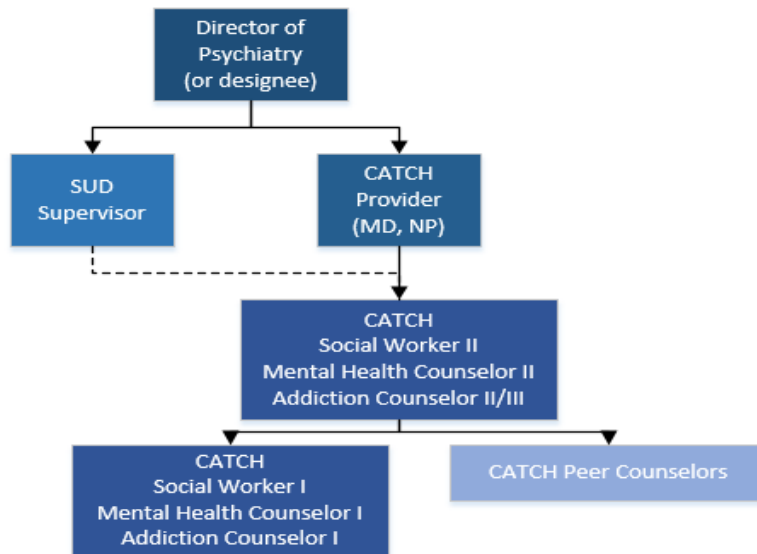 Director of
Psychiatry
(or designee)
SUD
Supervisor
CATCH
Provider
(MD, NP)
CATCH
Social Worker II
Mental Health Counselor II
Addiction Counselor II/III
CATCH
Social Worker I
Mental Health Counselor I
Addiction Counselor I
CATCH Peer Counselors